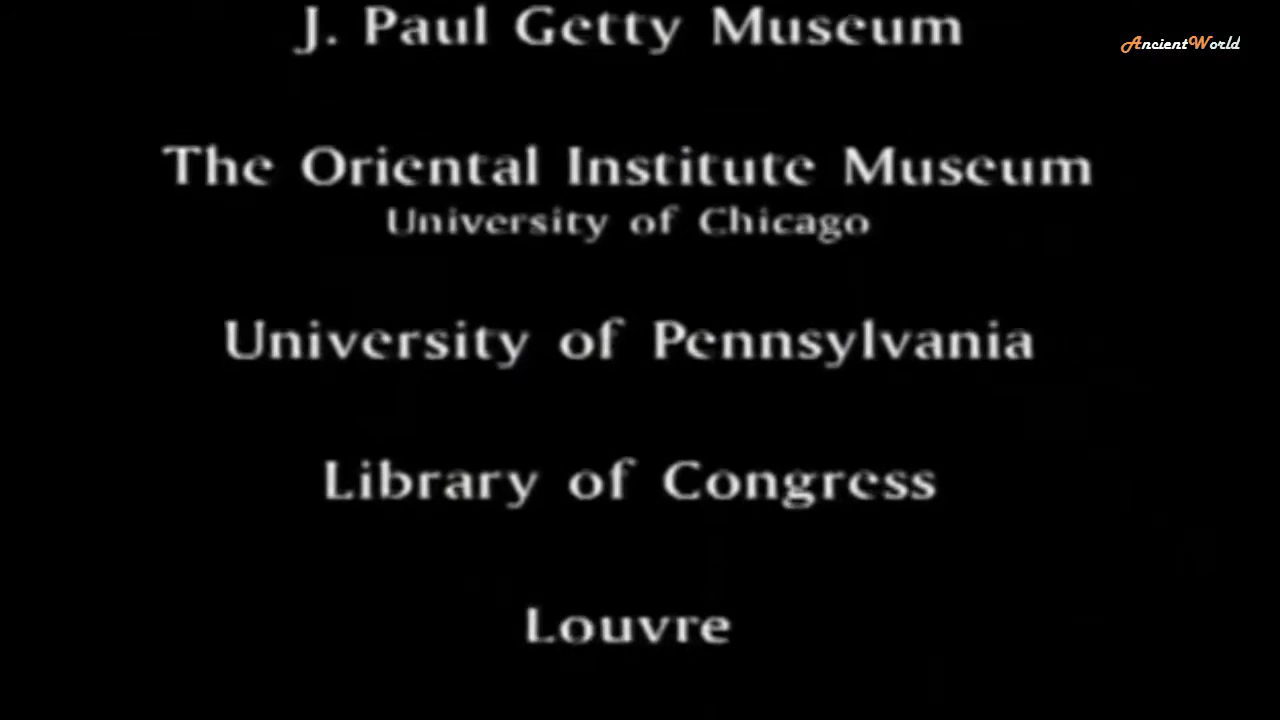 J. Paul Getty Museum
AncientWorld
The Oriental Institute Museum
University of Chicago
University of Pennsylvania
Library of Congress
Louvre